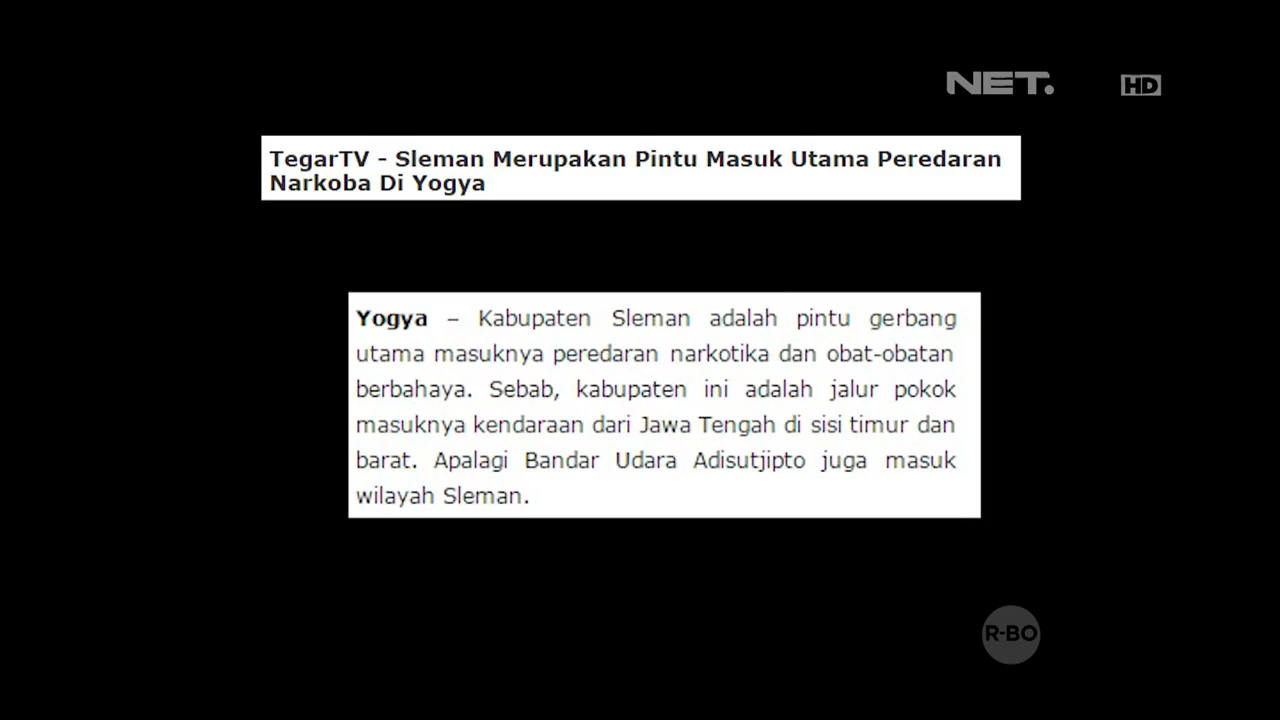 NET. HD
TegarTV - Sleman Merupakan Pintu Masuk Utama Peredaran
Narkoba Di Yogya
Yogya – Kabupaten Sleman adalah pintu gerbang
utama masuknya peredaran narkotika dan obat-obatan
berbahaya. Sebab, kabupaten ini adalah jalur pokok
masuknya kendaraan dari Jawa Tengah di sisi timur dan
barat. Apalagi Bandar Udara Adisutjipto juga masuk
wilayah Sleman.
R-BO